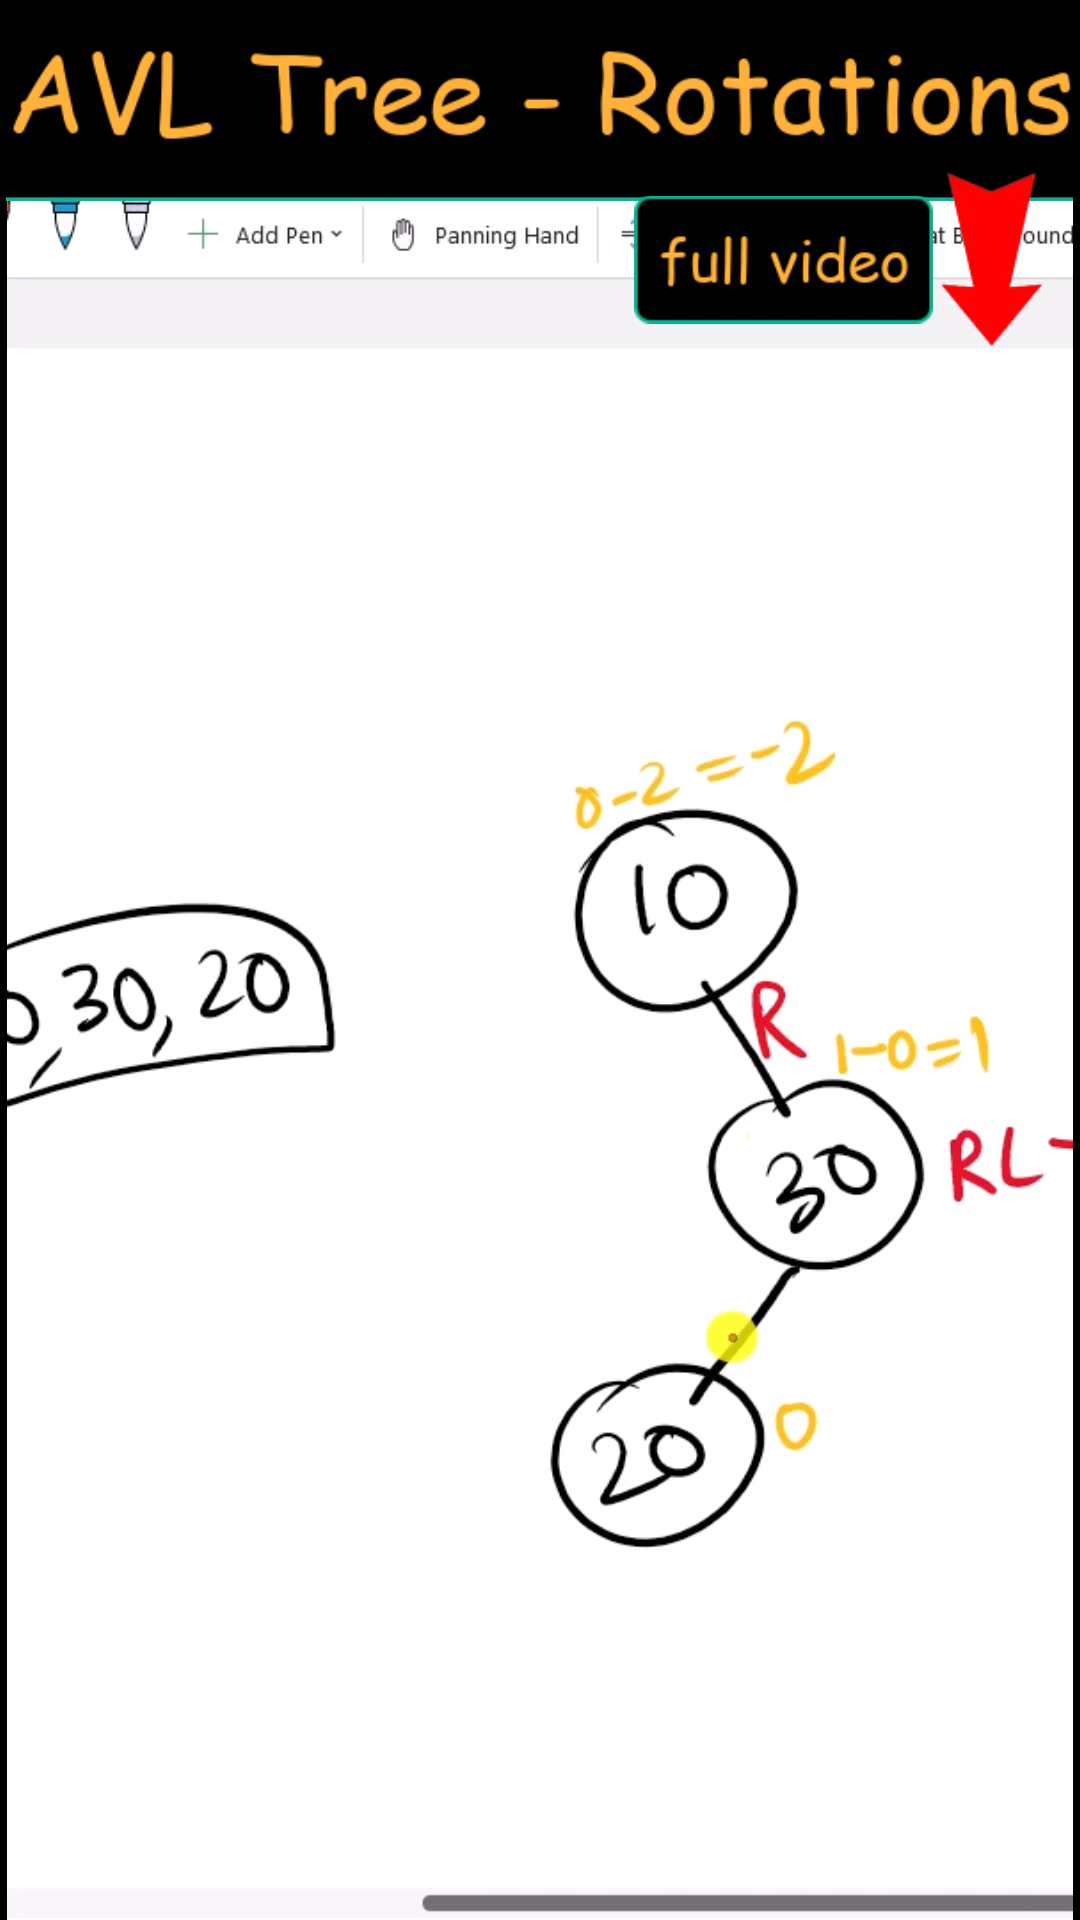 AVL Tree - Rotations
Add Pen
Panning Hand
full video
0-2=-2
10
R
1-0=1
0, 30, 20
30
RL-
20
0